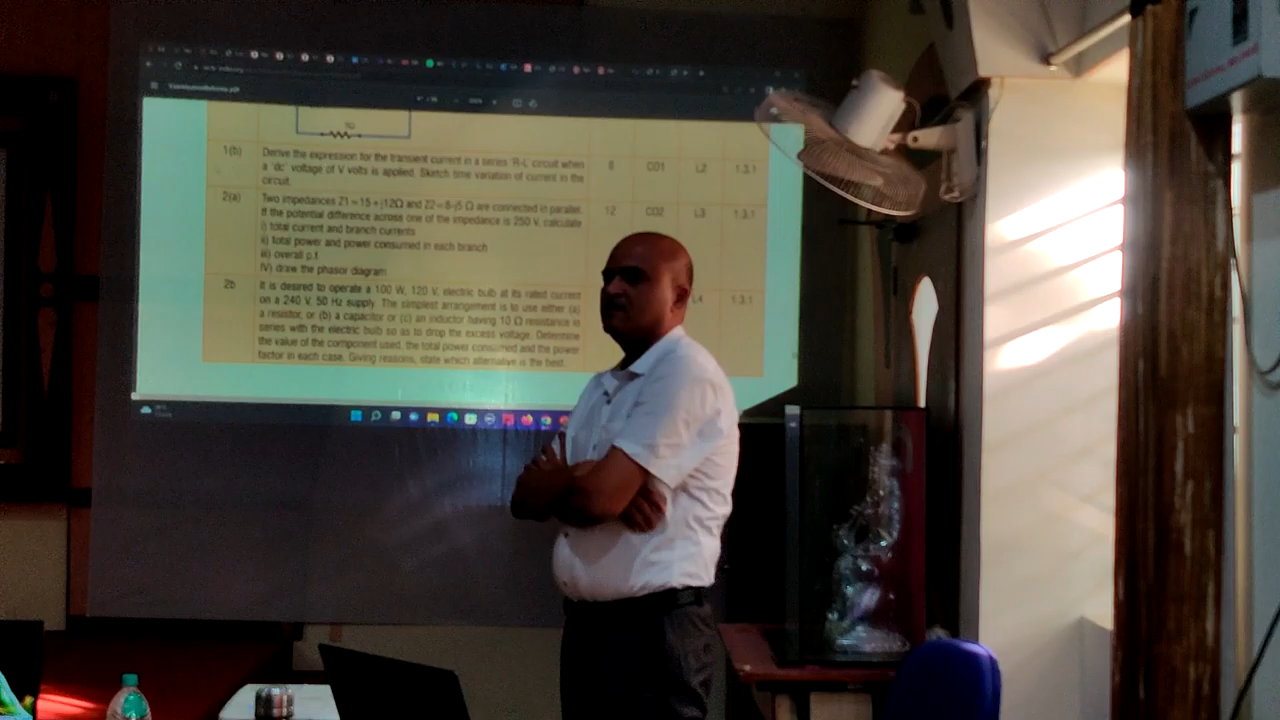 1(b) Derive the expression for the transient current in a series 'R-L' circuit when 8 CO1 L2 1.3.1
a 'dc' voltage of V volts is applied. Sketch time variation of current in the
circuit.
2(a) Two impedances Z1=15+j12Ω and Z2=8-j5 Ω are connected in parallel. 12 CO2 L3 1.3.1
If the potential difference across one of the impedance is 250 V, calculate
i) total current and branch currents
ii) total power and power consumed in each branch
iii) overall p.f
IV) draw the phasor diagram
2b It is desired to operate a 100 W, 120 V, electric bulb at its rated current L4 1.3.1
on a 240 V, 50 Hz supply. The simplest arrangement is to use either (a)
a resistor, or (b) a capacitor or (c) an inductor having 10 Ω resistance in
series with the electric bulb so as to drop the excess voltage. Determine
the value of the component used, the total power consumed and the power
factor in each case. Giving reasons, state which alternative is the best.